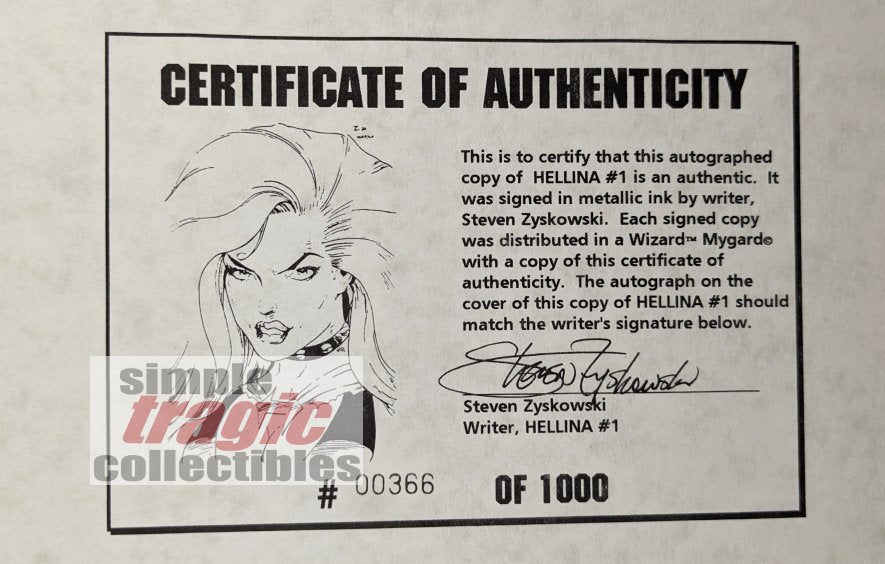 CERTIFICATE OF AUTHENTICITY
This is to certify that this autographed
copy of HELLINA #1 is an authentic. It
was signed in metallic ink by writer,
Steven Zyskowski. Each signed copy
was distributed in a Wizard™ Mygard©
with a copy of this certificate of
authenticity. The autograph on the
cover of this copy of HELLINA #1 should
match the writer's signature below.
Steven Zyskowski
Steven Zyskowski
Writer, HELLINA #1
simple
tragic
collectibles
# 00366 OF 1000